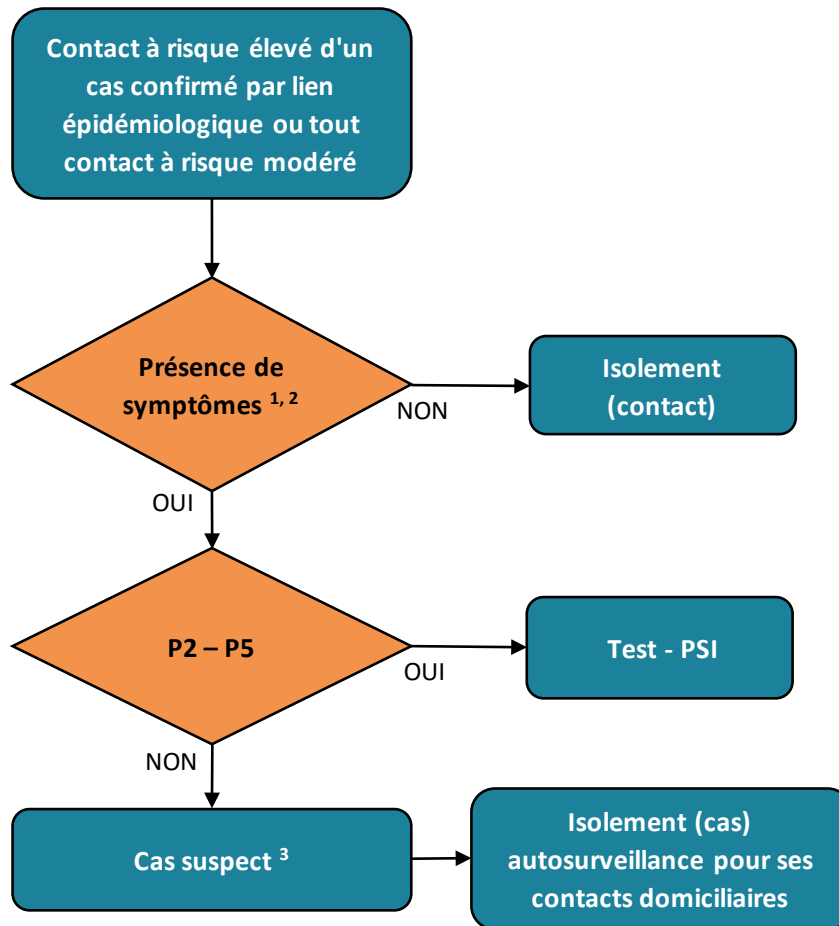 Contact à risque élevé d'un
cas confirmé par lien
épidémiologique ou tout
contact à risque modéré
Présence de
symptômes 1, 2
NON
Isolement
(contact)
OUI
P2 – P5
OUI
Test - PSI
NON
Cas suspect 3
Isolement (cas)
autosurveillance pour ses
contacts domiciliaires